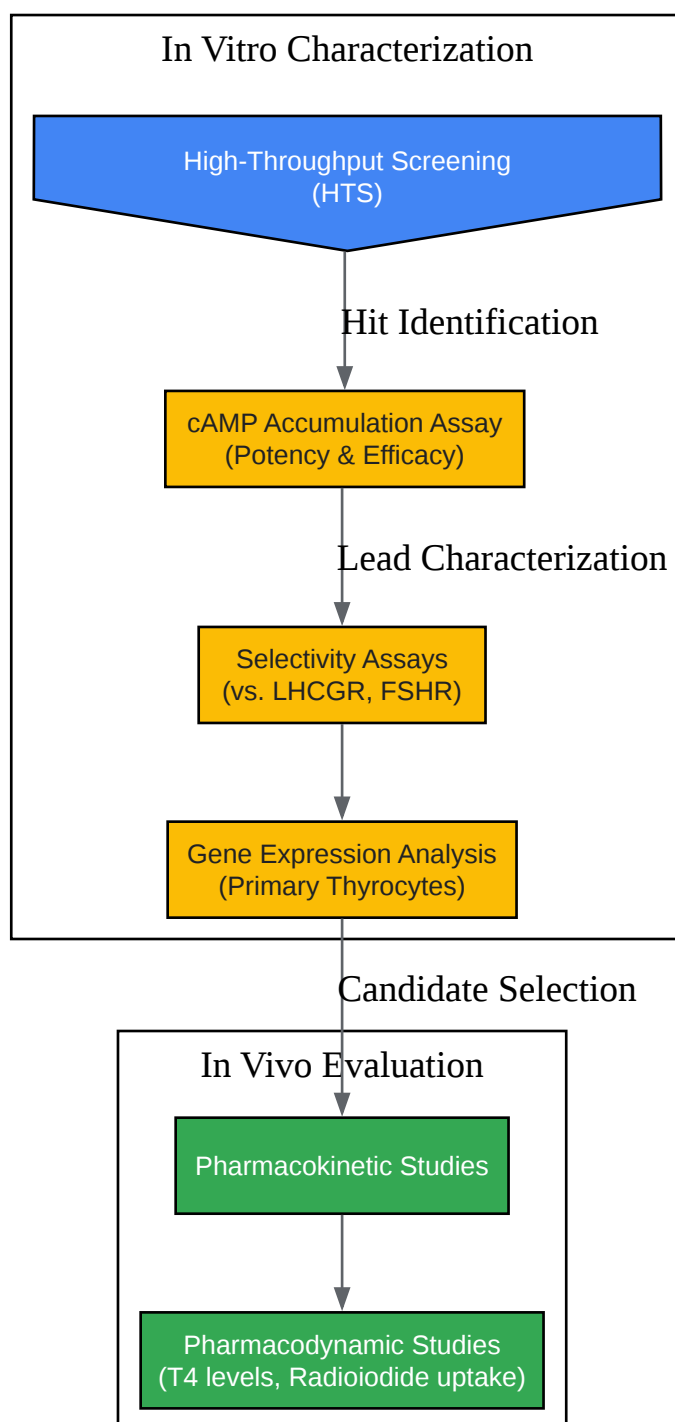 In Vitro Characterization
High-Throughput Screening
(HTS)
Hit Identification
cAMP Accumulation Assay
(Potency & Efficacy)
Lead Characterization
Selectivity Assays
(vs. LHCGR, FSHR)
Gene Expression Analysis
(Primary Thyrocytes)
Candidate Selection
In Vivo Evaluation
Pharmacokinetic Studies
Pharmacodynamic Studies
(T4 levels, Radioiodide uptake)